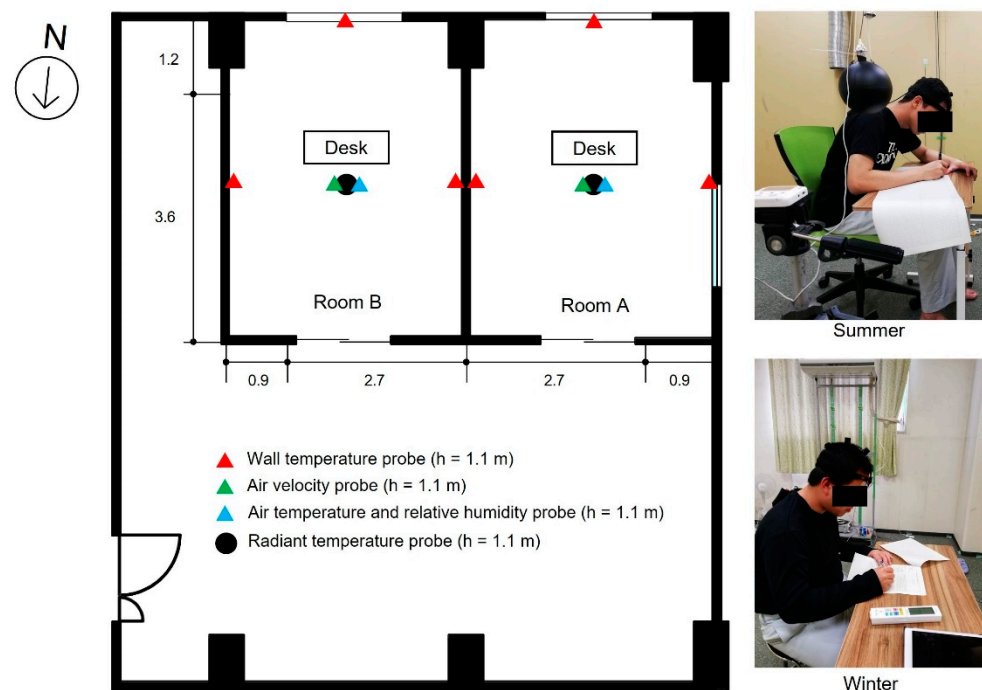 N
1.2
3.6
Desk
Desk
Room B
Room A
0.9
2.7
2.7
0.9
Wall temperature probe (h = 1.1 m)
Air velocity probe (h = 1.1 m)
Air temperature and relative humidity probe (h = 1.1 m)
Radiant temperature probe (h = 1.1 m)
Summer
Winter